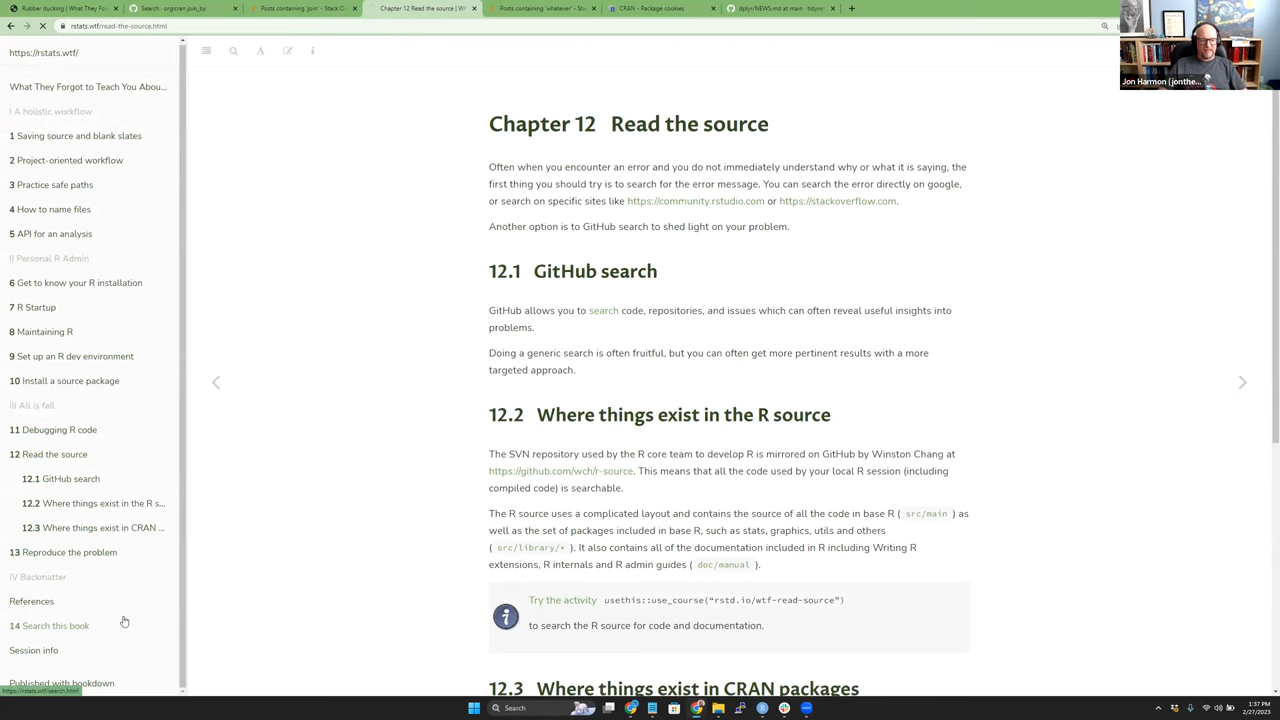 Rubber ducking | What They For
Search · org:cran join_by
Posts containing 'join' - Stack O
Chapter 12 Read the source | W
Posts containing 'whatever' - St
CRAN - Package cookies
dplyr/NEWS.md at main · tidyve
rstats.wtf/read-the-source.html
Jon Harmon (jonthe...
https://rstats.wtf/
What They Forgot to Teach You Abou...
I A holistic workflow
1 Saving source and blank slates
2 Project-oriented workflow
3 Practice safe paths
4 How to name files
5 API for an analysis
II Personal R Admin
6 Get to know your R installation
7 R Startup
8 Maintaining R
9 Set up an R dev environment
10 Install a source package
III All is fail
11 Debugging R code
12 Read the source
12.1 GitHub search
12.2 Where things exist in the R s...
12.3 Where things exist in CRAN ...
13 Reproduce the problem
IV Backmatter
References
14 Search this book
Session info
Published with bookdown
https://rstats.wtf/search.html
Chapter 12 Read the source
Often when you encounter an error and you do not immediately understand why or what it is saying, the
first thing you should try is to search for the error message. You can search the error directly on google,
or search on specific sites like https://community.rstudio.com or https://stackoverflow.com.
Another option is to GitHub search to shed light on your problem.
12.1 GitHub search
GitHub allows you to search code, repositories, and issues which can often reveal useful insights into
problems.
Doing a generic search is often fruitful, but you can often get more pertinent results with a more
targeted approach.
12.2 Where things exist in the R source
The SVN repository used by the R core team to develop R is mirrored on GitHub by Winston Chang at
https://github.com/wch/r-source. This means that all the code used by your local R session (including
compiled code) is searchable.
The R source uses a complicated layout and contains the source of all the code in base R ( src/main ) as
well as the set of packages included in base R, such as stats, graphics, utils and others
( src/library/* ). It also contains all of the documentation included in R including Writing R
extensions, R internals and R admin guides ( doc/manual ).
Try the activity usethis::use_course(“rstd.io/wtf-read-source”)
to search the R source for code and documentation.
12.3 Where things exist in CRAN packages
Search
1:37 PM
2/27/2023